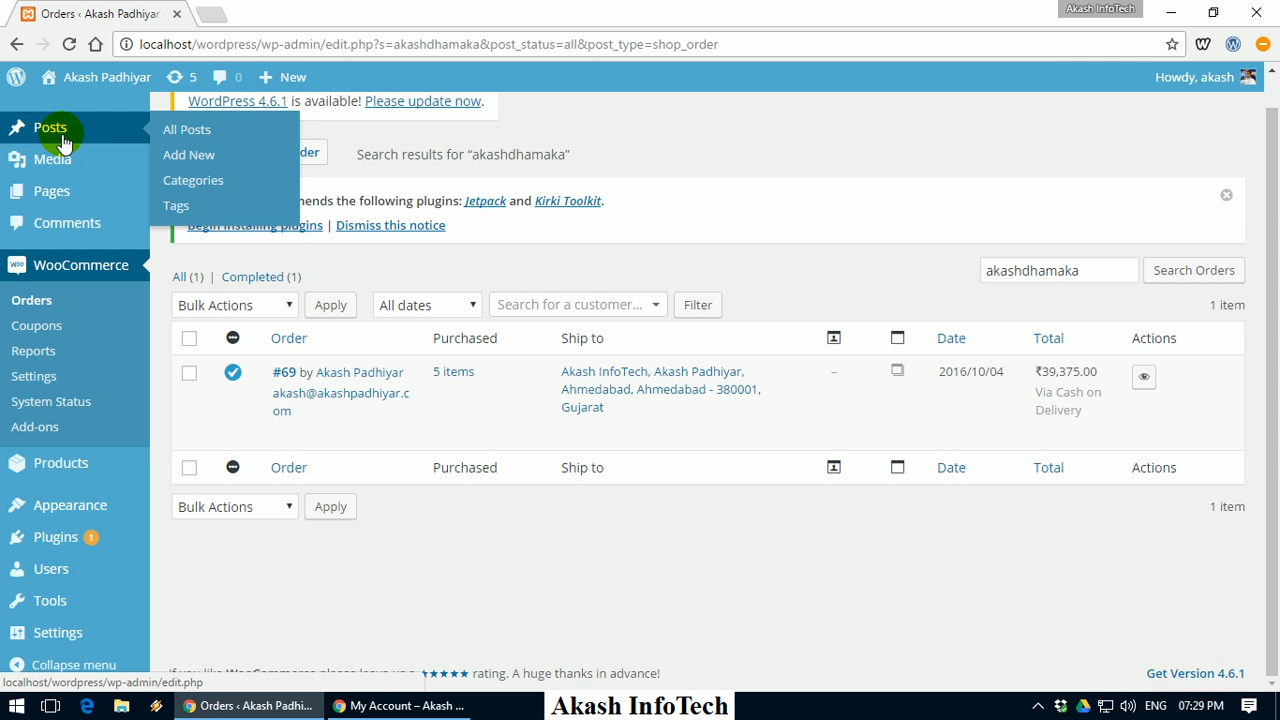 Orders ‹ Akash Padhiyar
Akash InfoTech
localhost/wordpress/wp-admin/edit.php?s=akashdhamaka&post_status=all&post_type=shop_order
Akash Padhiyar 5 0 New
Howdy, akash
WordPress 4.6.1 is available! Please update now.
Posts
All Posts
Add New
Categories
Tags
Media
Pages
Comments
WooCommerce
Orders
Coupons
Reports
Settings
System Status
Add-ons
Products
Appearance
Plugins 1
Users
Tools
Settings
Collapse menu
der
Search results for “akashdhamaka”
ends the following plugins: Jetpack and Kirki Toolkit.
Begin installing plugins | Dismiss this notice
All (1) | Completed (1)
akashdhamaka Search Orders
Bulk Actions Apply All dates Search for a customer... Filter
1 item
Order Purchased Ship to Date Total Actions
#69 by Akash Padhiyar
akash@akashpadhiyar.c
om
5 items
Akash InfoTech, Akash Padhiyar,
Ahmedabad, Ahmedabad - 380001,
Gujarat
–
2016/10/04
₹39,375.00
Via Cash on
Delivery
Order Purchased Ship to Date Total Actions
Bulk Actions Apply
1 item
★★★★★ rating. A huge thanks in advance!
Get Version 4.6.1
localhost/wordpress/wp-admin/edit.php
Orders ‹ Akash Padhi...
My Account – Akash ...
Akash InfoTech
ENG 07:29 PM